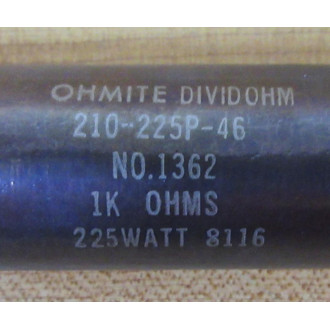 OHMITE DIVIDOHM
210-225P-46
NO.1362
1K OHMS
225WATT 8116